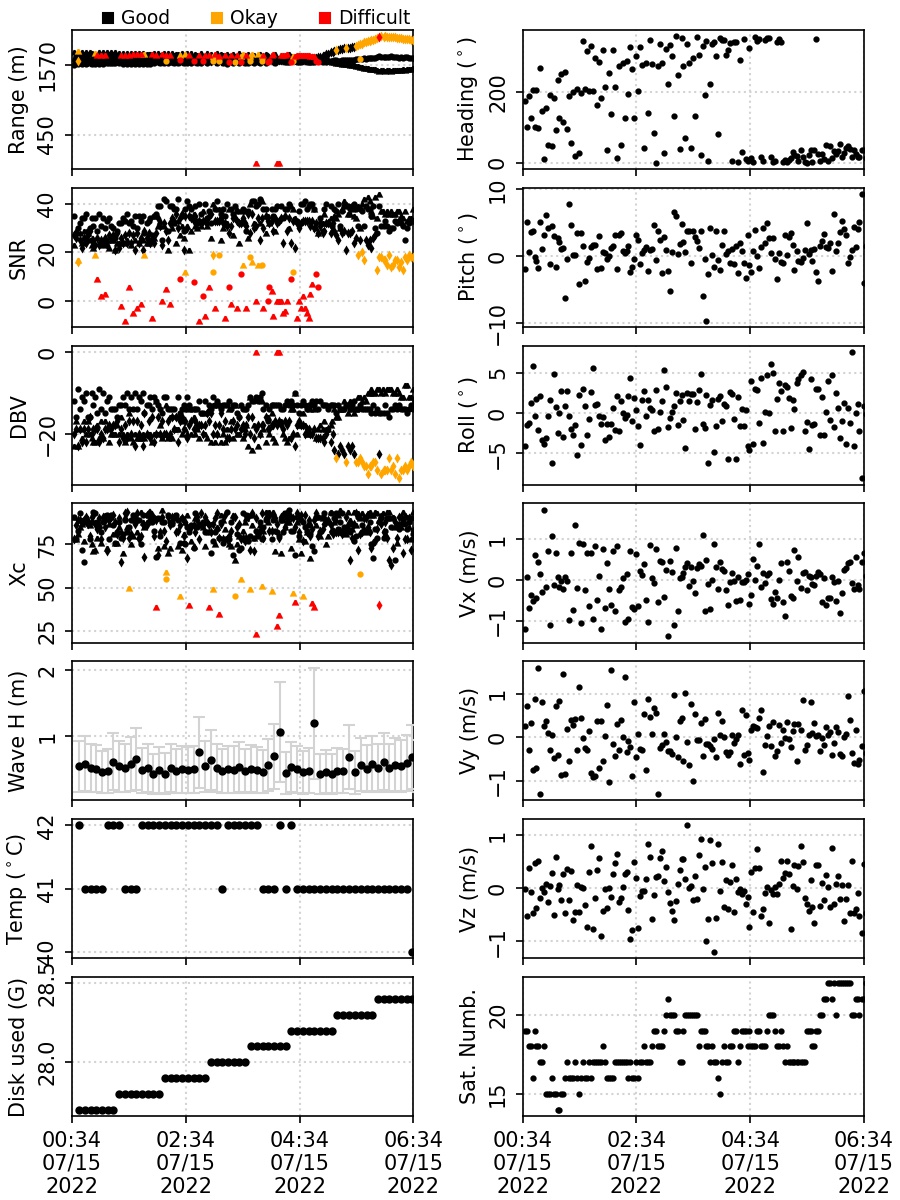 Good Okay Difficult
Range (m)
1570
450
Heading (°)
200
0
SNR
40
20
0
Pitch (°)
10
0
−10
DBV
0
−20
Roll (°)
5
0
−5
Xc
75
50
25
Vx (m/s)
1
0
−1
Wave H (m)
2
1
Vy (m/s)
1
0
−1
Temp (°C)
42
41
40
Vz (m/s)
1
0
−1
Disk used (G)
28.5
28.0
Sat. Numb.
20
15
00:34 02:34 04:34 06:34 00:34 02:34 04:34 06:34
07/15 07/15 07/15 07/15 07/15 07/15 07/15 07/15
2022 2022 2022 2022 2022 2022 2022 2022